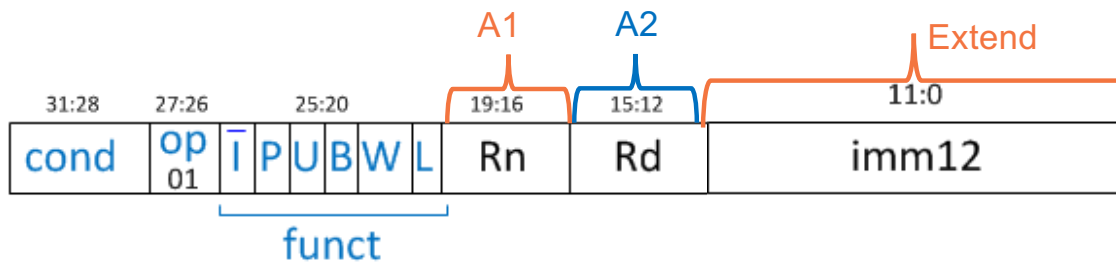 A1 A2 Extend
31:28 27:26 25:20 19:16 15:12 11:0
cond op 01 I P U B W L Rn Rd imm12
funct